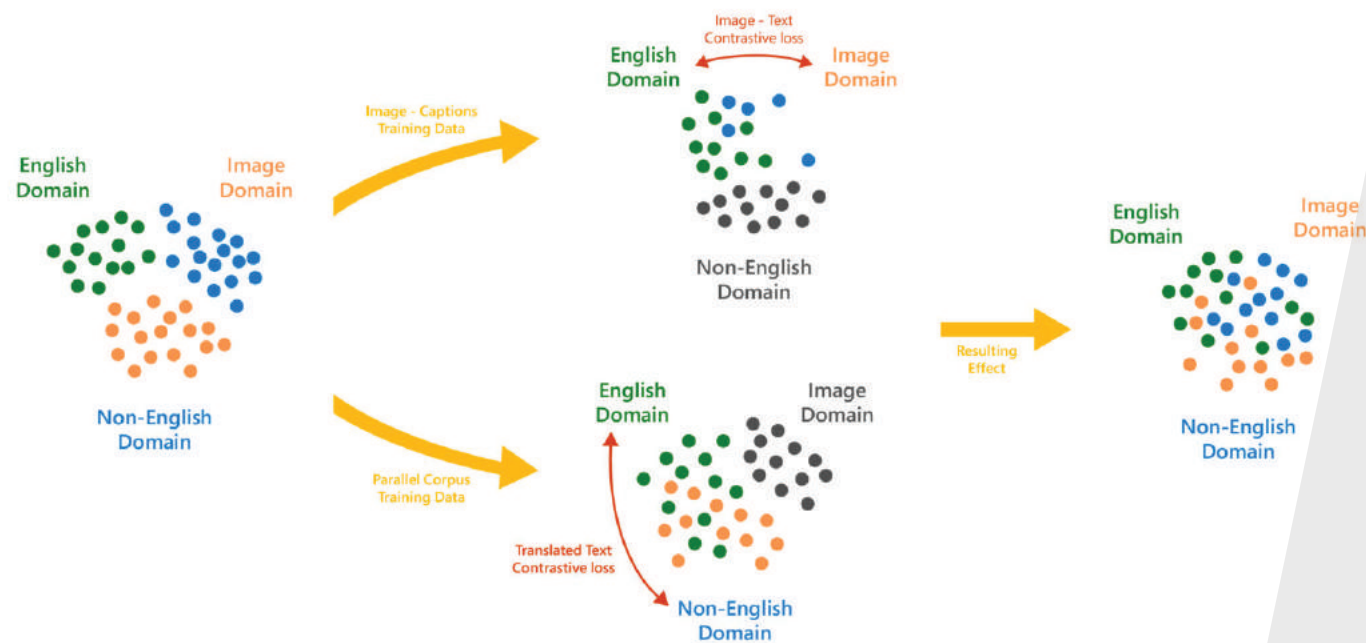 English
Domain
Image
Domain
Non-English
Domain
Image - Captions
Training Data
Parallel Corpus
Training Data
Image - Text
Contrastive loss
English
Domain
Image
Domain
Non-English
Domain
English
Domain
Image
Domain
Translated Text
Contrastive loss
Non-English
Domain
Resulting
Effect
English
Domain
Image
Domain
Non-English
Domain